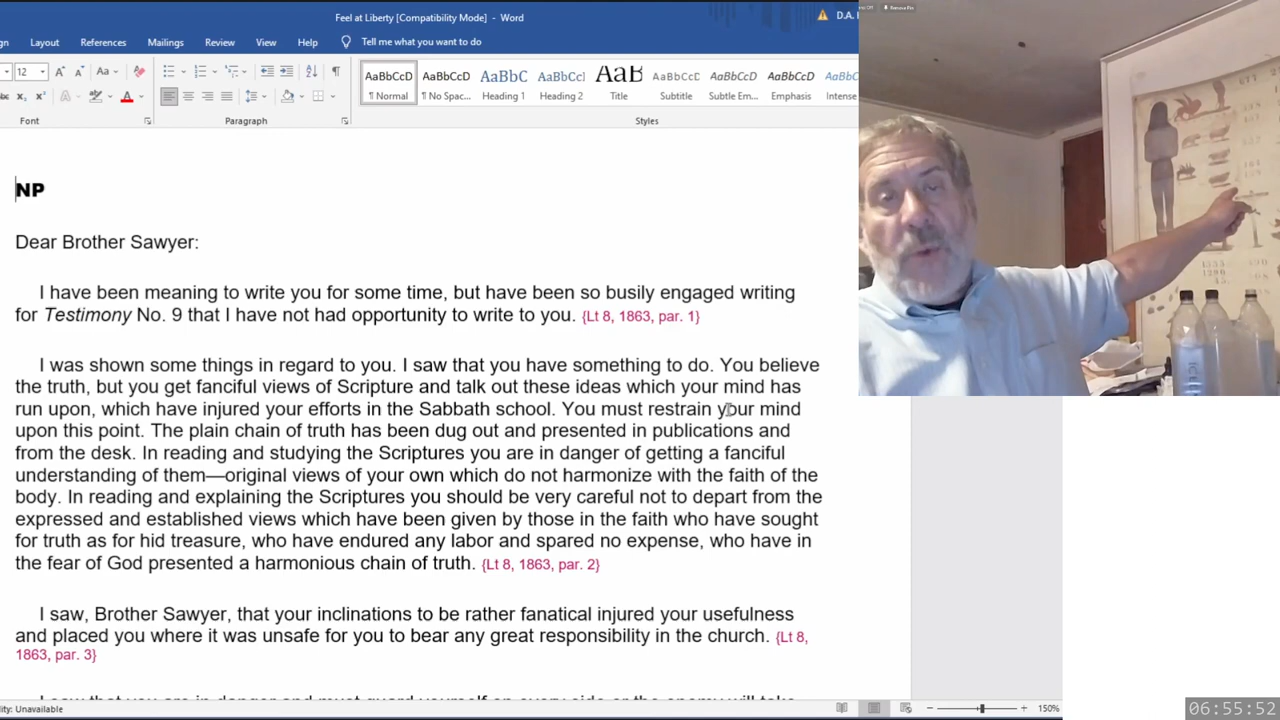 Feel at Liberty [Compatibility Mode] - Word
D.A.
Layout References Mailings Review View Help Tell me what you want to do
12 Aa
AaBbCcD AaBbCcD AaBbC AaBbCcl AaB AaBbCcD AaBbCcD AaBbCcD
¶ Normal ¶ No Spac... Heading 1 Heading 2 Title Subtitle Subtle Em... Emphasis Intense
Font Paragraph Styles
NP
Dear Brother Sawyer:
I have been meaning to write you for some time, but have been so busily engaged writing
for Testimony No. 9 that I have not had opportunity to write to you. {Lt 8, 1863, par. 1}
I was shown some things in regard to you. I saw that you have something to do. You believe
the truth, but you get fanciful views of Scripture and talk out these ideas which your mind has
run upon, which have injured your efforts in the Sabbath school. You must restrain your mind
upon this point. The plain chain of truth has been dug out and presented in publications and
from the desk. In reading and studying the Scriptures you are in danger of getting a fanciful
understanding of them—original views of your own which do not harmonize with the faith of the
body. In reading and explaining the Scriptures you should be very careful not to depart from the
expressed and established views which have been given by those in the faith who have sought
for truth as for hid treasure, who have endured any labor and spared no expense, who have in
the fear of God presented a harmonious chain of truth. {Lt 8, 1863, par. 2}
I saw, Brother Sawyer, that your inclinations to be rather fanatical injured your usefulness
and placed you where it was unsafe for you to bear any great responsibility in the church. {Lt 8,
1863, par. 3}
lity: Unavailable
150%
06:55:52